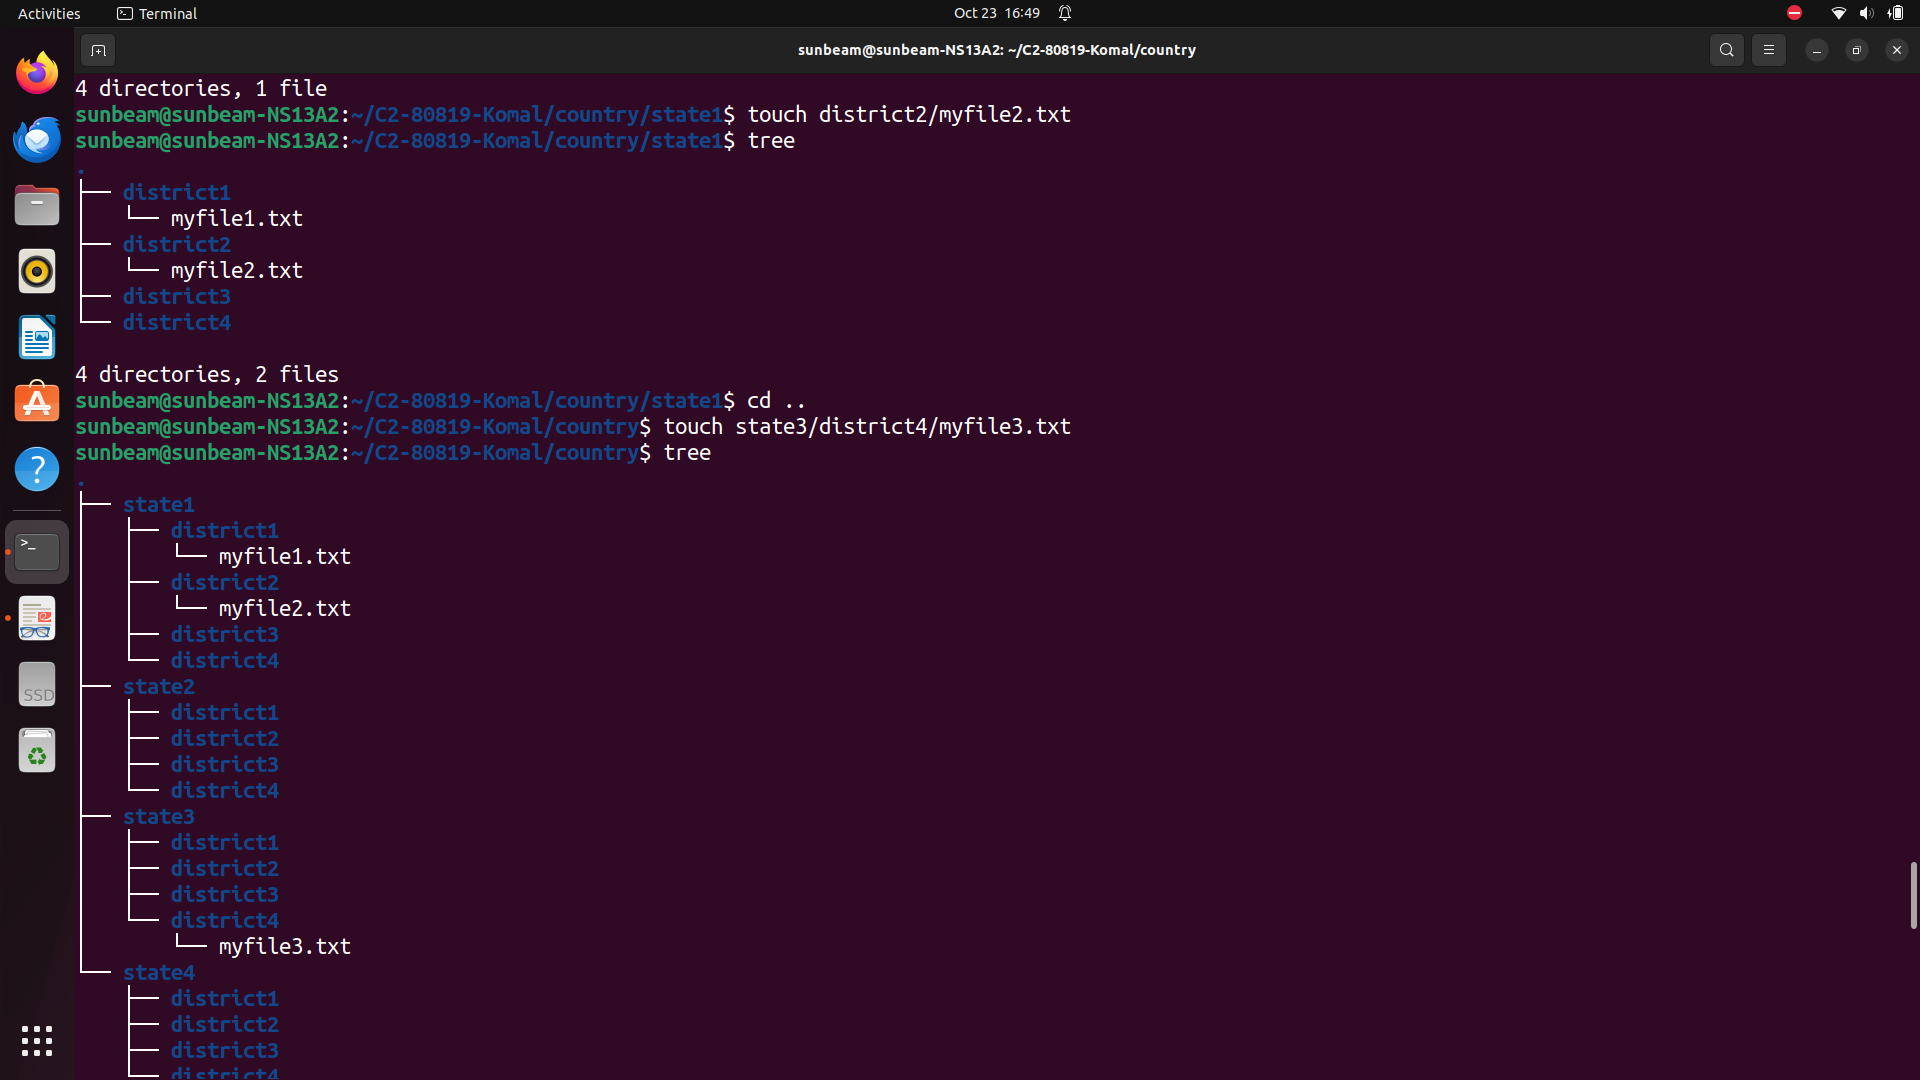 Activities
Terminal
Oct 23 16:49
sunbeam@sunbeam-NS13A2: ~/C2-80819-Komal/country
4 directories, 1 file
sunbeam@sunbeam-NS13A2:~/C2-80819-Komal/country/state1$ touch district2/myfile2.txt
sunbeam@sunbeam-NS13A2:~/C2-80819-Komal/country/state1$ tree
.
├── district1
│   └── myfile1.txt
├── district2
│   └── myfile2.txt
├── district3
└── district4
4 directories, 2 files
sunbeam@sunbeam-NS13A2:~/C2-80819-Komal/country/state1$ cd ..
sunbeam@sunbeam-NS13A2:~/C2-80819-Komal/country$ touch state3/district4/myfile3.txt
sunbeam@sunbeam-NS13A2:~/C2-80819-Komal/country$ tree
.
├── state1
│   ├── district1
│   │   └── myfile1.txt
│   ├── district2
│   │   └── myfile2.txt
│   ├── district3
│   └── district4
├── state2
│   ├── district1
│   ├── district2
│   ├── district3
│   └── district4
├── state3
│   ├── district1
│   ├── district2
│   ├── district3
│   └── district4
│       └── myfile3.txt
└── state4
    ├── district1
    ├── district2
    ├── district3
    └── district4
SSD